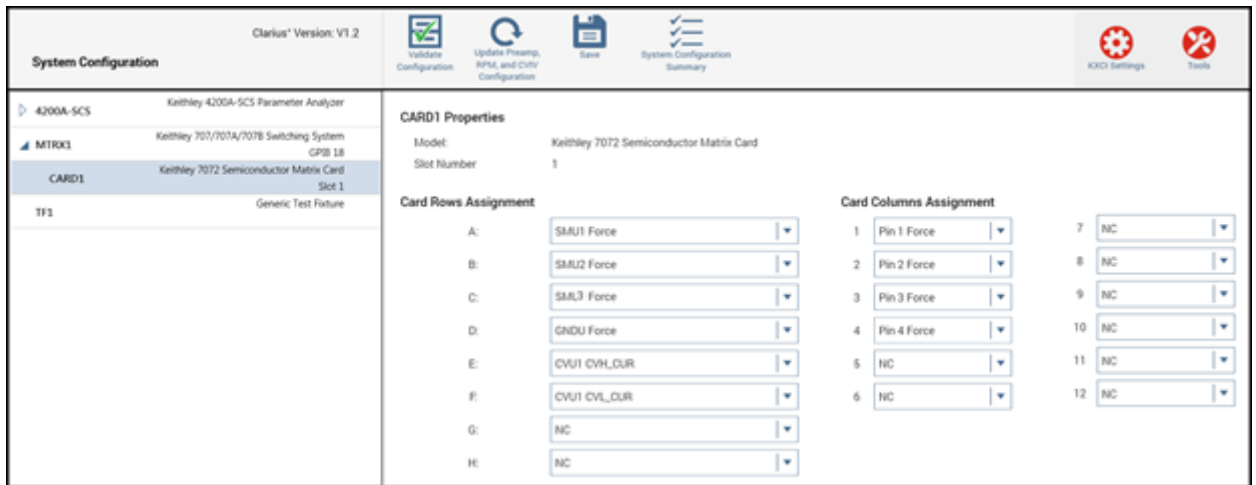 Clarius+ Version: V1.2
System Configuration
Validate
Configuration
Update Preamp,
RPM, and CVIV
Configuration
Save
System Configuration
Summary
KXCI Settings
Tools
4200A-SCS
Keithley 4200A-SCS Parameter Analyzer
MTRX1
Keithley 707/707A/707B Switching System
GPIB 18
CARD1
Keithley 7072 Semiconductor Matrix Card
Slot 1
TF1
Generic Test Fixture
CARD1 Properties
Model: Keithley 7072 Semiconductor Matrix Card
Slot Number 1
Card Rows Assignment
A: SMU1 Force
B: SMU2 Force
C: SML3 Force
D: GNDU Force
E: CVU1 CVH_CUR
F: CVU1 CVL_CUR
G: NC
H: NC
Card Columns Assignment
1 Pin 1 Force
2 Pin 2 Force
3 Pin 3 Force
4 Pin 4 Force
5 NC
6 NC
7 NC
8 NC
9 NC
10 NC
11 NC
12 NC